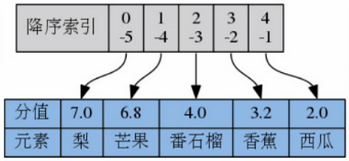 降序索引 0 1 2 3 4
-5 -4 -3 -2 -1
分值 7.0 6.8 4.0 3.2 2.0
元素 梨 芒果 番石榴 香蕉 西瓜